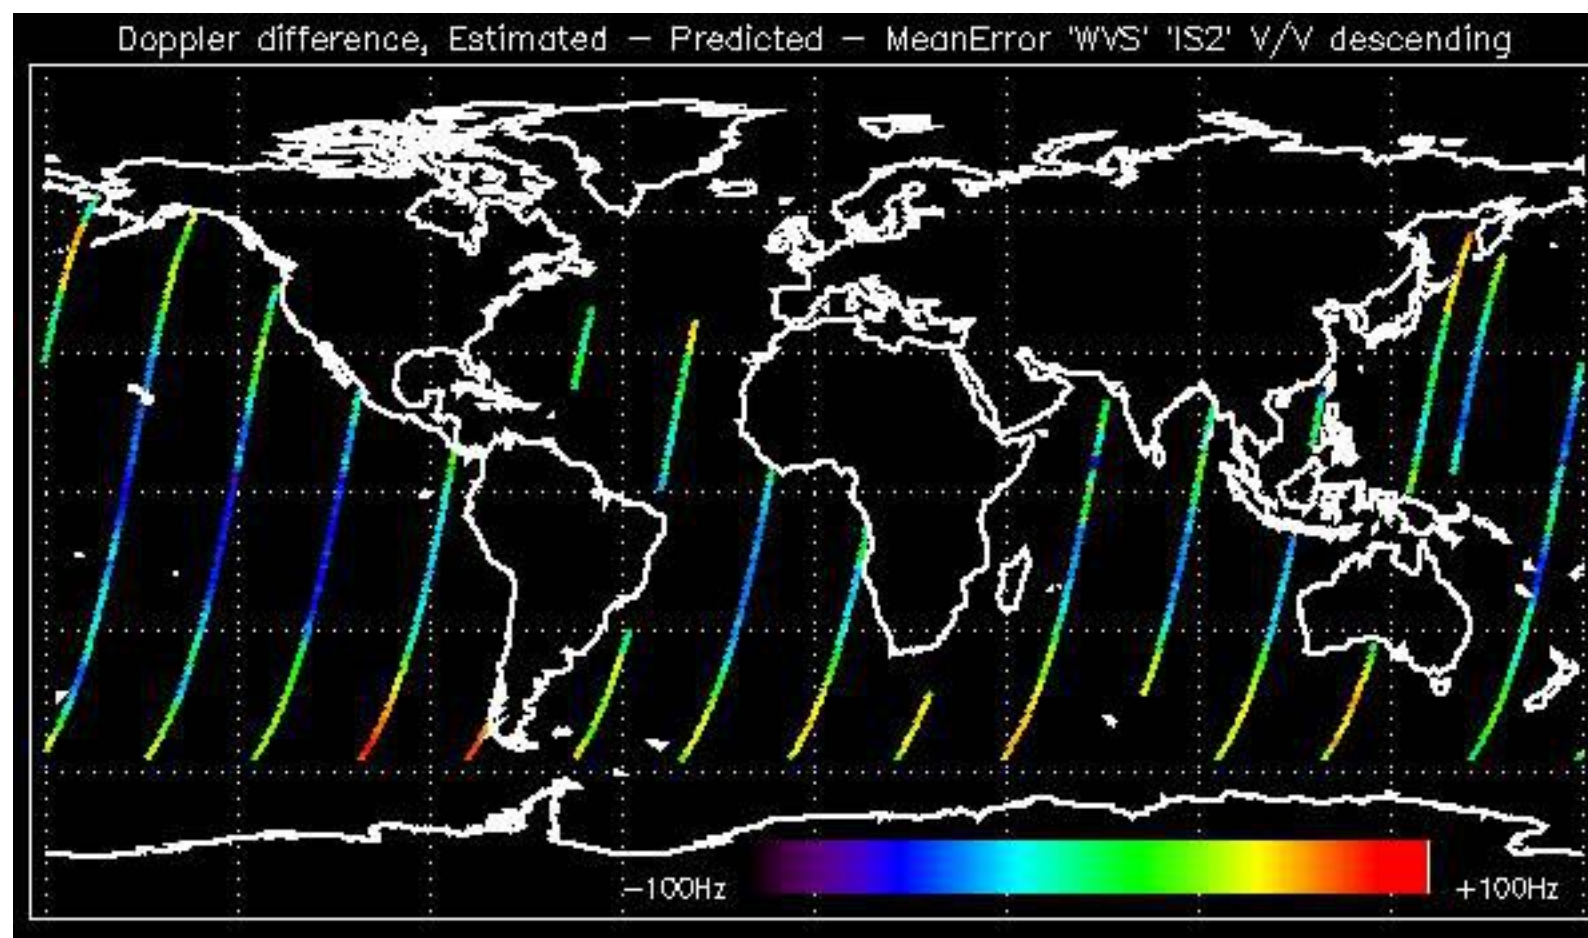 Doppler difference, Estimated – Predicted – MeanError 'WVS' 'IS2' V/V descending
–100Hz +100Hz